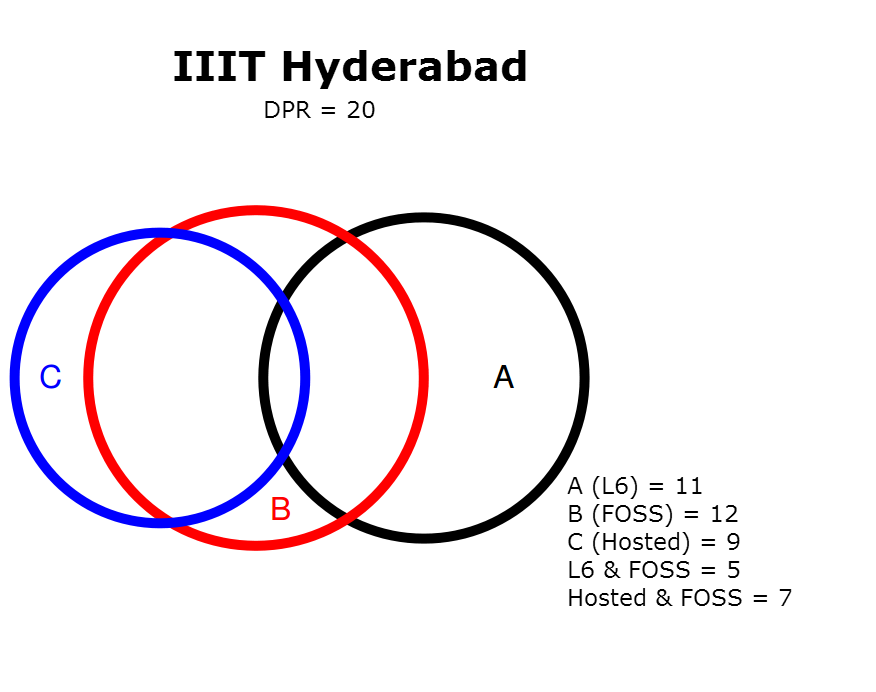 IIIT Hyderabad
DPR = 20
C
A
B
A (L6) = 11
B (FOSS) = 12
C (Hosted) = 9
L6 & FOSS = 5
Hosted & FOSS = 7